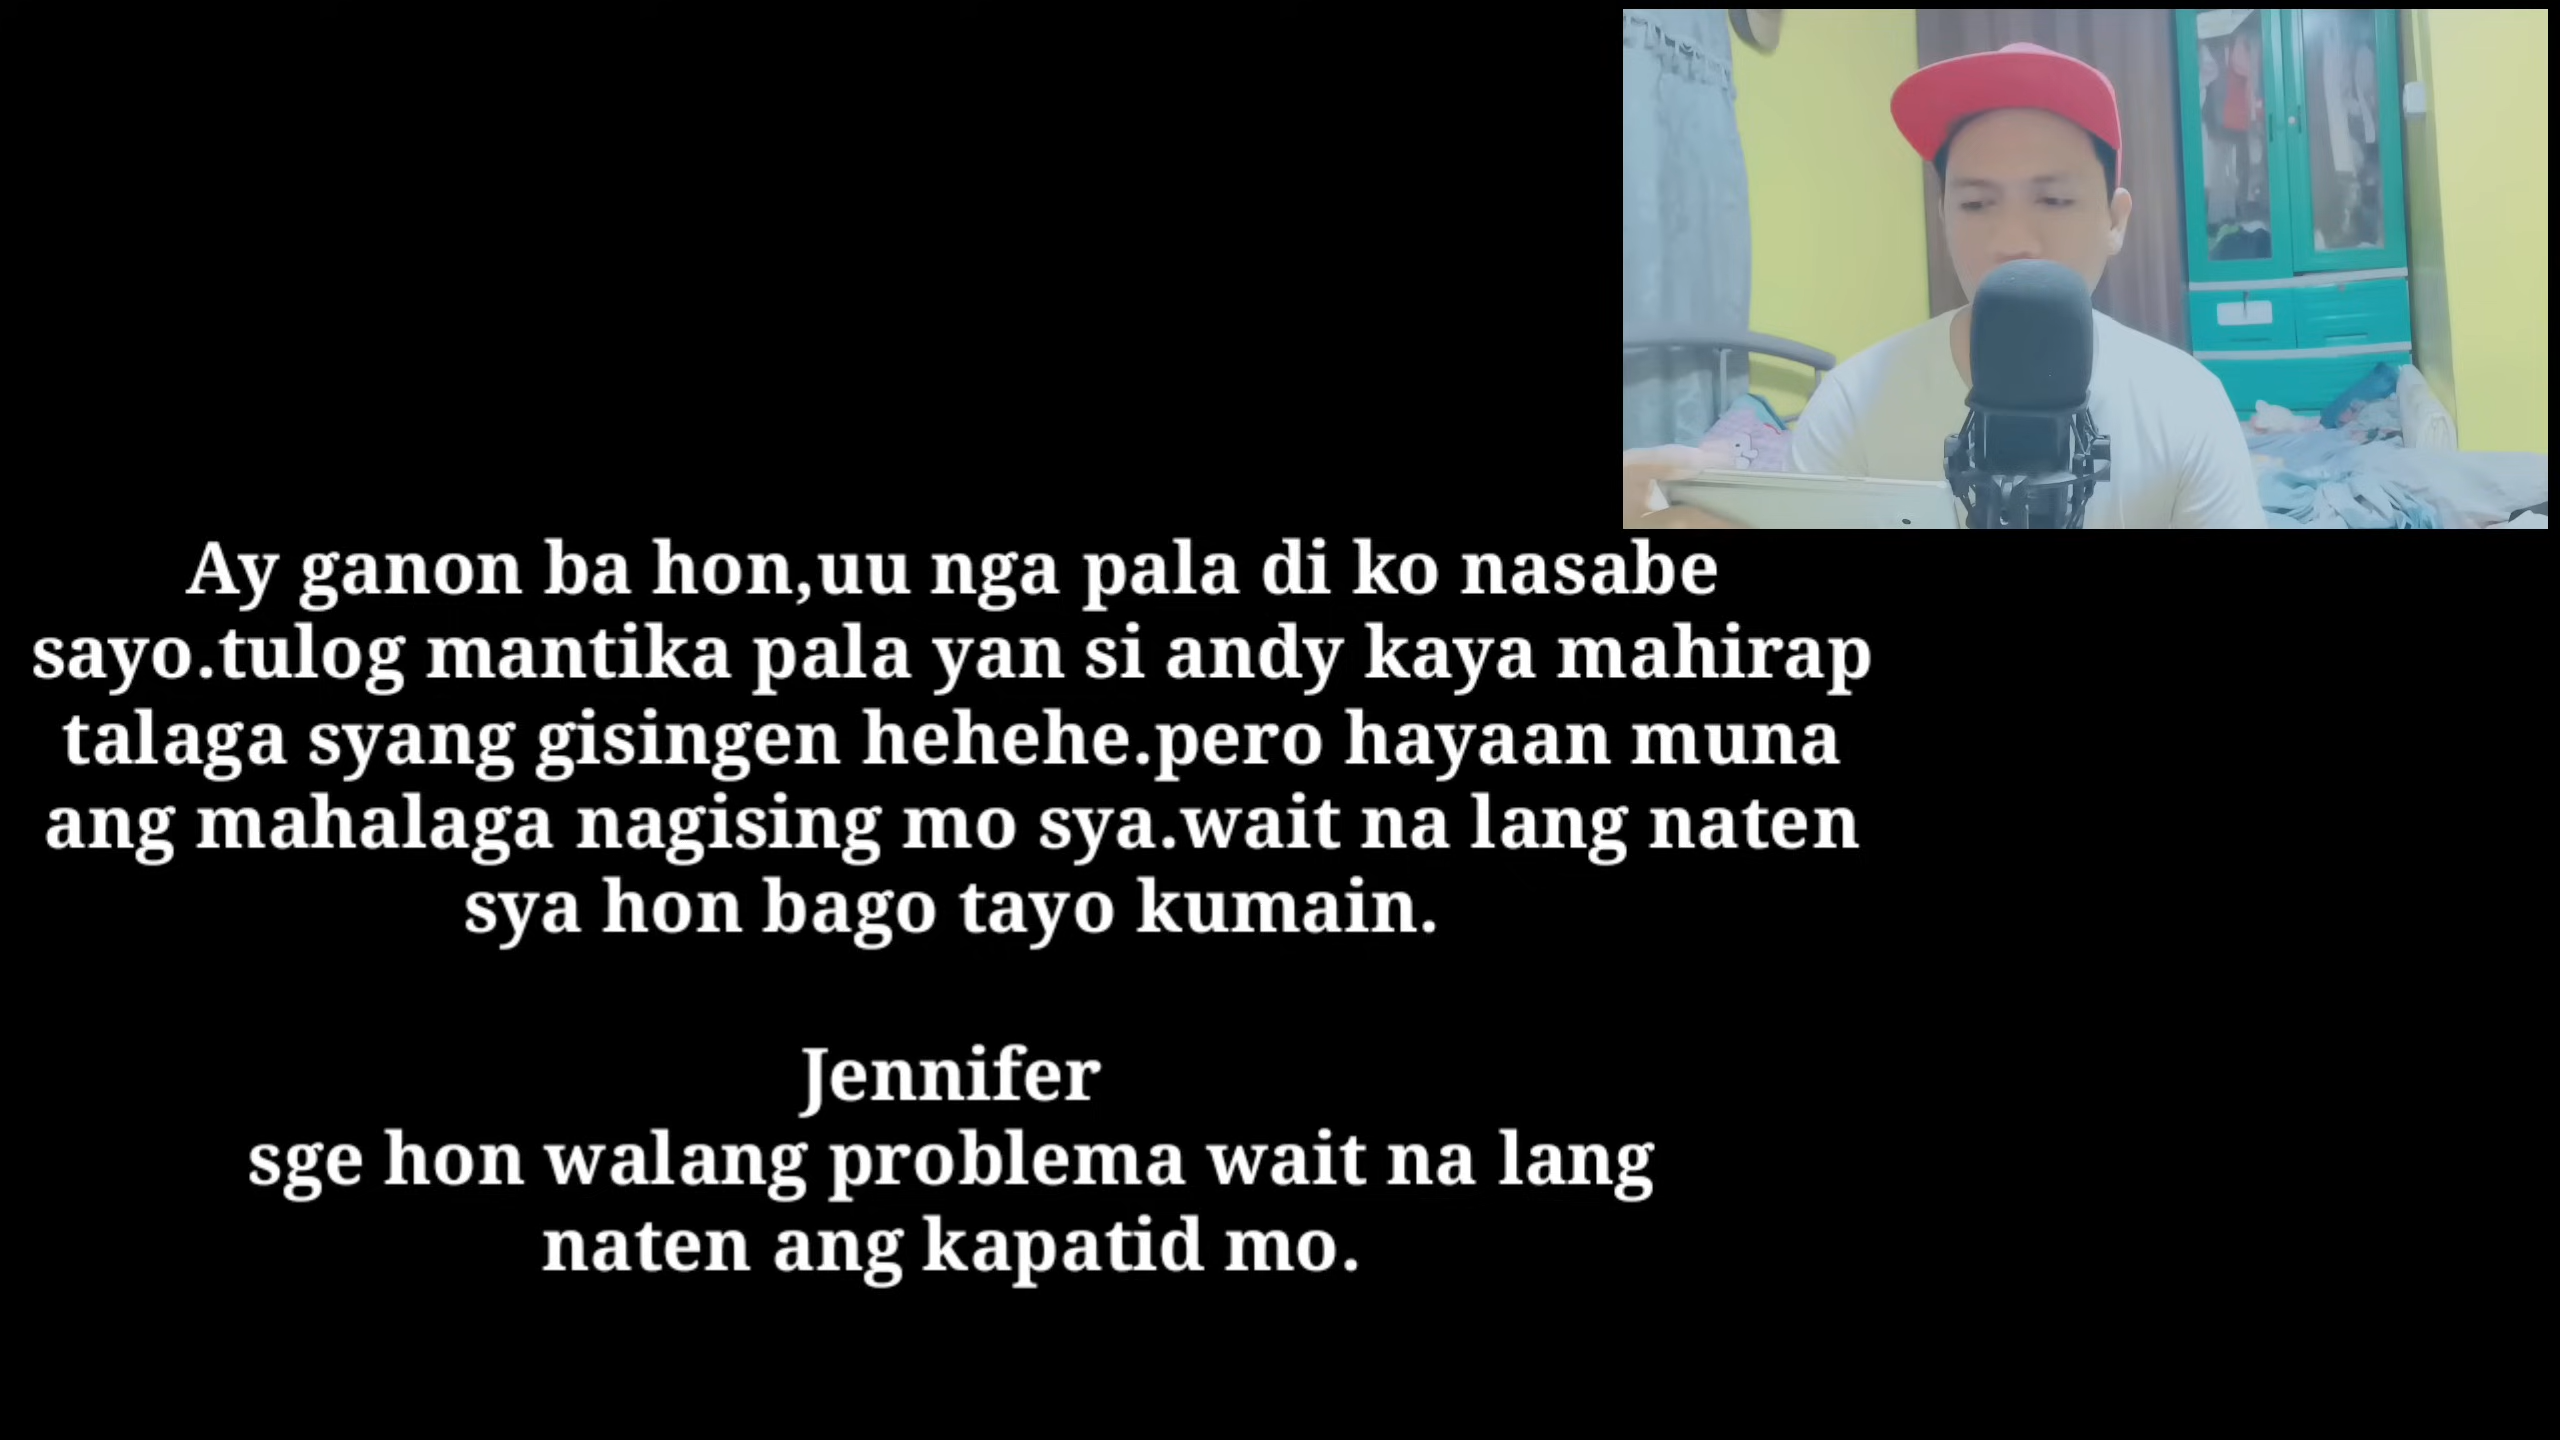 Ay ganon ba hon,uu nga pala di ko nasabe
sayo.tulog mantika pala yan si andy kaya mahirap
talaga syang gisingen hehehe.pero hayaan muna
ang mahalaga nagising mo sya.wait na lang naten
sya hon bago tayo kumain.
Jennifer
sge hon walang problema wait na lang
naten ang kapatid mo.